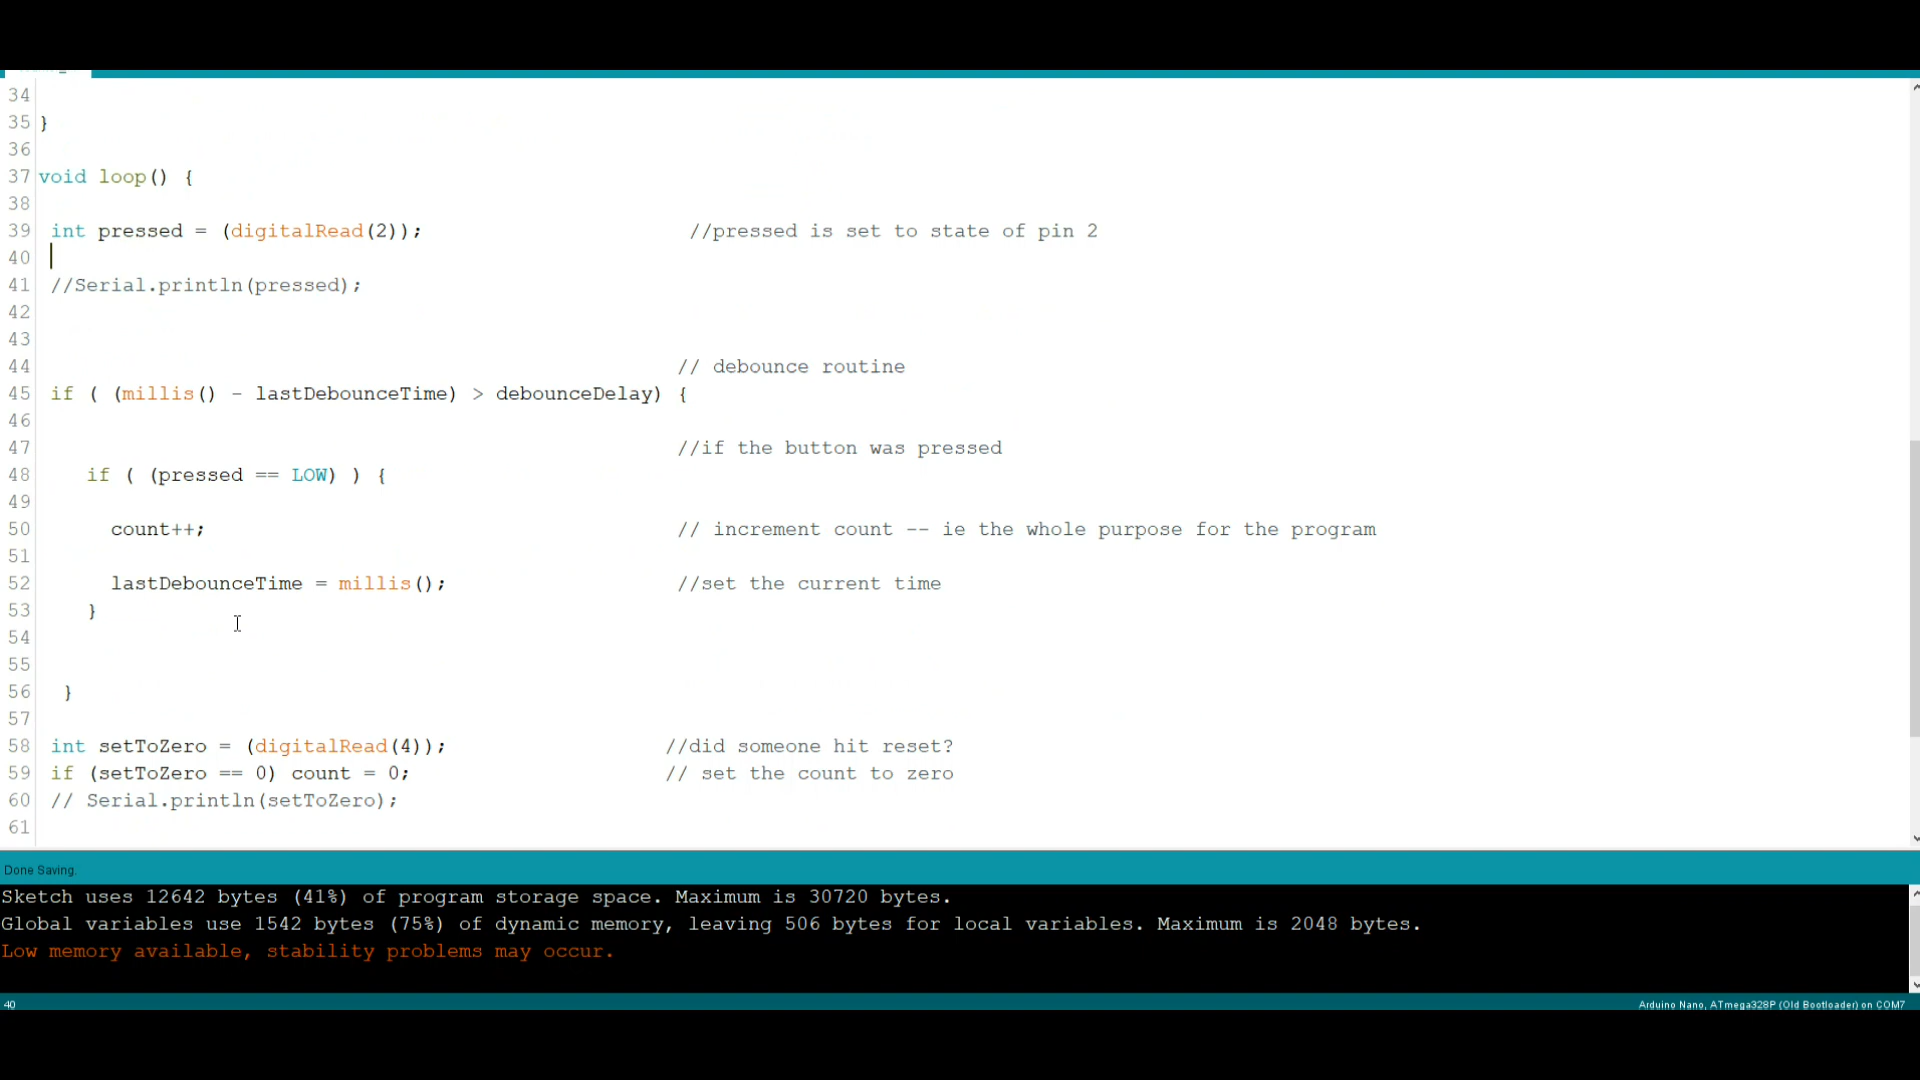 34
35 }
36
37 void loop() {
38
39 int pressed = (digitalRead(2)); //pressed is set to state of pin 2
40
41 //Serial.println(pressed);
42
43
44 // debounce routine
45 if ( (millis() - lastDebounceTime) > debounceDelay) {
46
47 //if the button was pressed
48 if ( (pressed == LOW) ) {
49
50 count++; // increment count -- ie the whole purpose for the program
51
52 lastDebounceTime = millis(); //set the current time
53 }
54
55
56 }
57
58 int setToZero = (digitalRead(4)); //did someone hit reset?
59 if (setToZero == 0) count = 0; // set the count to zero
60 // Serial.println(setToZero);
61
Done Saving.
Sketch uses 12642 bytes (41%) of program storage space. Maximum is 30720 bytes.
Global variables use 1542 bytes (75%) of dynamic memory, leaving 506 bytes for local variables. Maximum is 2048 bytes.
Low memory available, stability problems may occur.
40 Arduino Nano, ATmega328P (Old Bootloader) on COM7